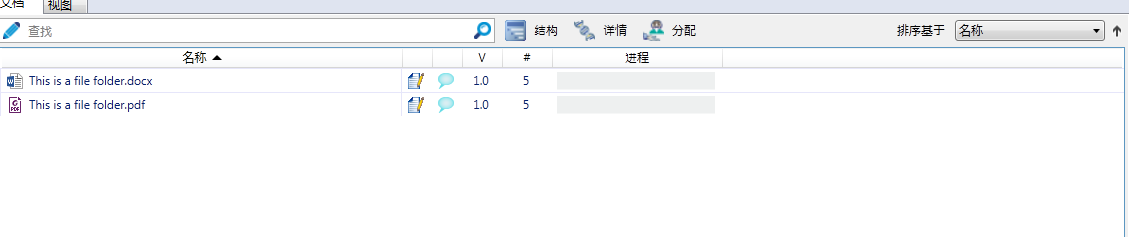 文档 视图
查找 结构 详情 分配 排序基于 名称
名称 V # 进程
This is a file folder.docx 1.0 5
This is a file folder.pdf 1.0 5